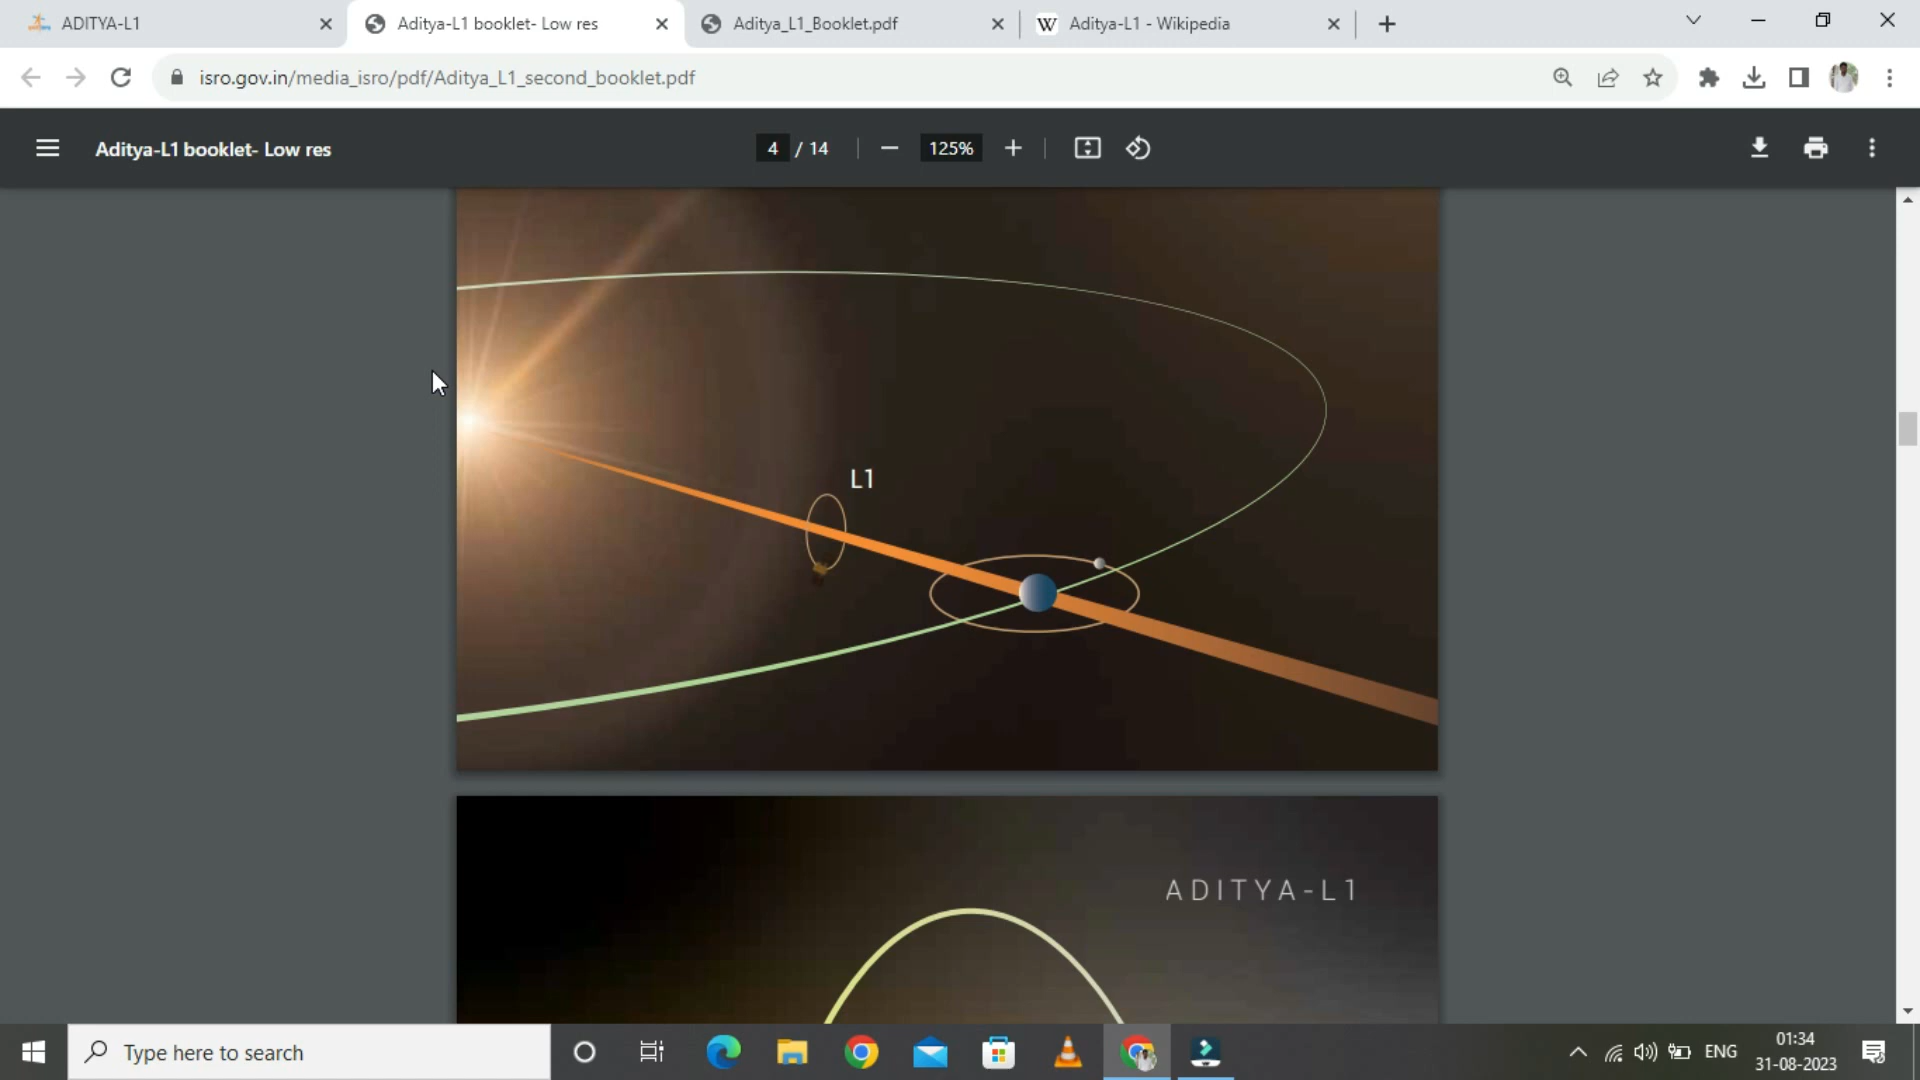 ADITYA-L1
Aditya-L1 booklet- Low res
Aditya_L1_Booklet.pdf
W Aditya-L1 - Wikipedia
isro.gov.in/media_isro/pdf/Aditya_L1_second_booklet.pdf
Aditya-L1 booklet- Low res
4 / 14
125%
L1
ADITYA-L1
Type here to search
ENG
01:34
31-08-2023